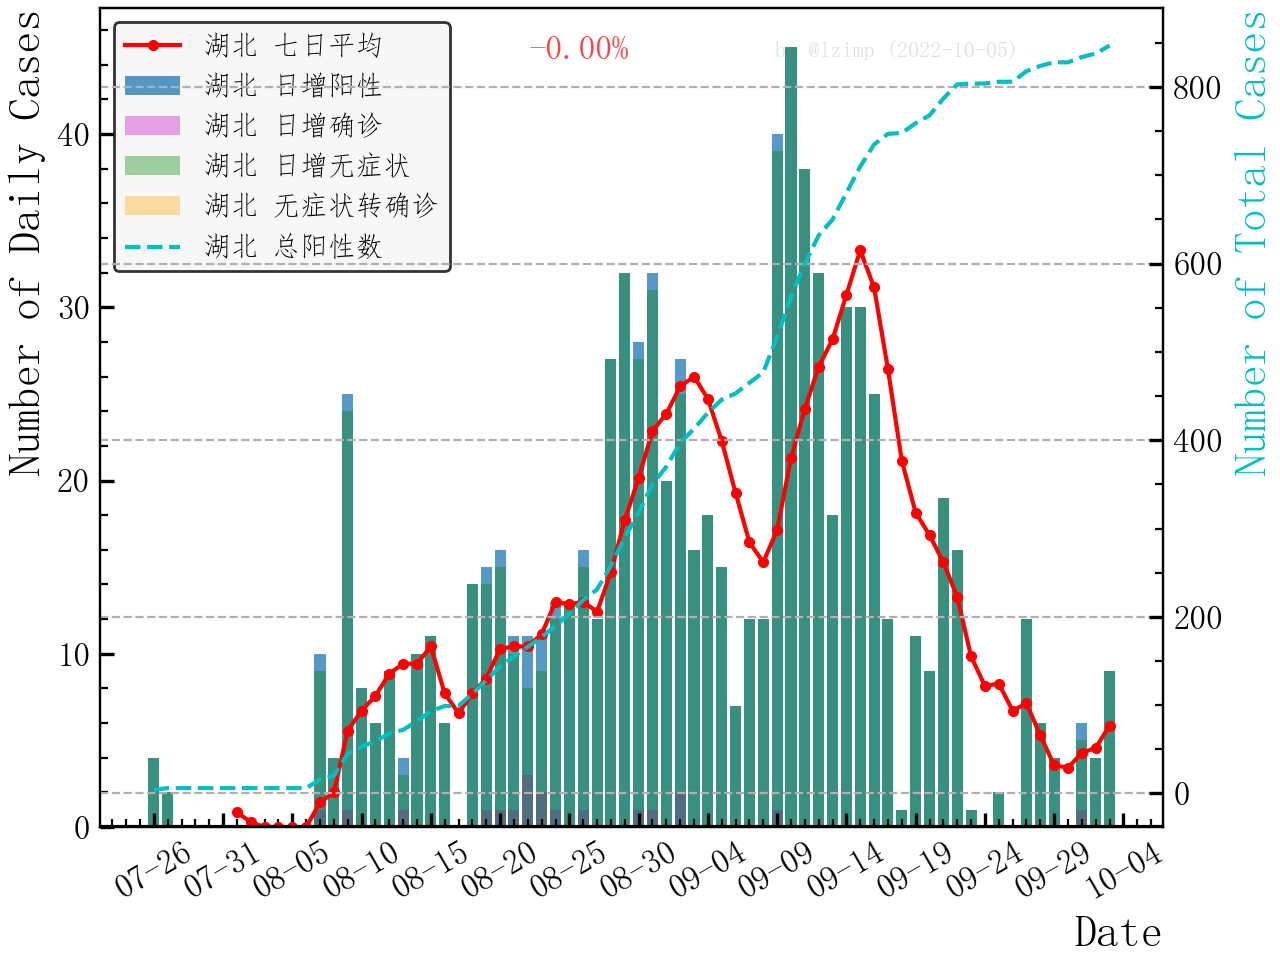 湖北 七日平均
湖北 日增阳性
湖北 日增确诊
湖北 日增无症状
湖北 无症状转确诊
湖北 总阳性数
-0.00%
by @lzimp (2022-10-05)
Number of Daily Cases
40
30
20
10
0
Number of Total Cases
800
600
400
200
0
07-26 07-31 08-05 08-10 08-15 08-20 08-25 08-30 09-04 09-09 09-14 09-19 09-24 09-29 10-04
Date